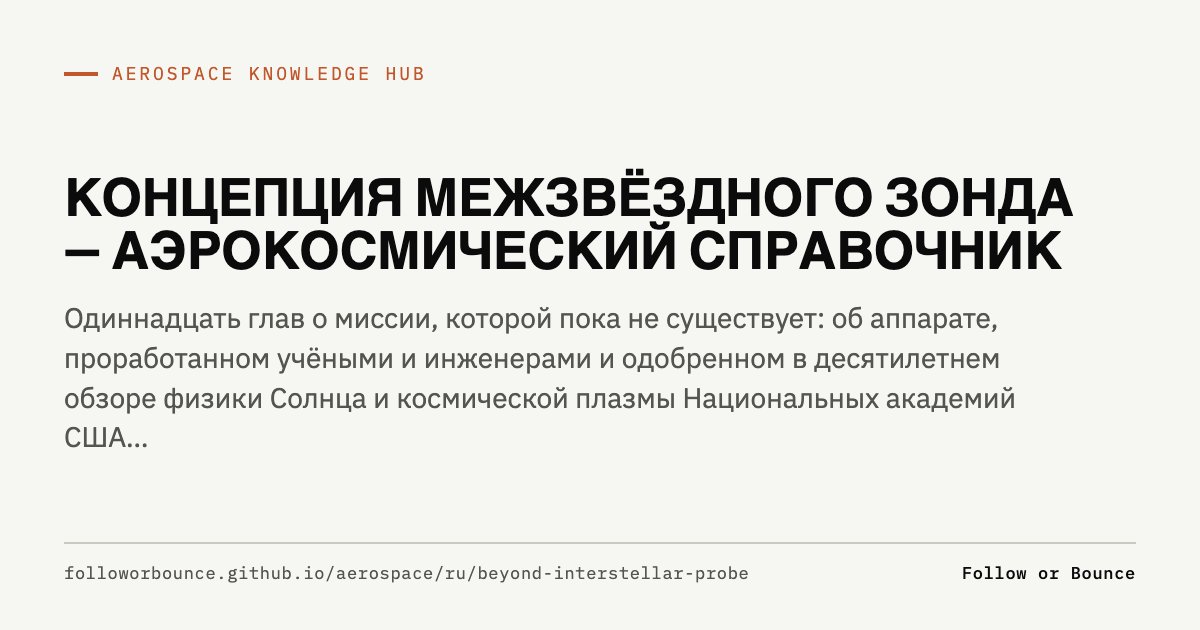 AEROSPACE KNOWLEDGE HUB
КОНЦЕПЦИЯ МЕЖЗВЁЗДНОГО ЗОНДА
— АЭРОКОСМИЧЕСКИЙ СПРАВОЧНИК
Одиннадцать глав о миссии, которой пока не существует: об аппарате,
проработанном учёными и инженерами и одобренном в десятилетнем
обзоре физики Солнца и космической плазмы Национальных академий
США...
followorbounce.github.io/aerospace/ru/beyond-interstellar-probe
Follow or Bounce